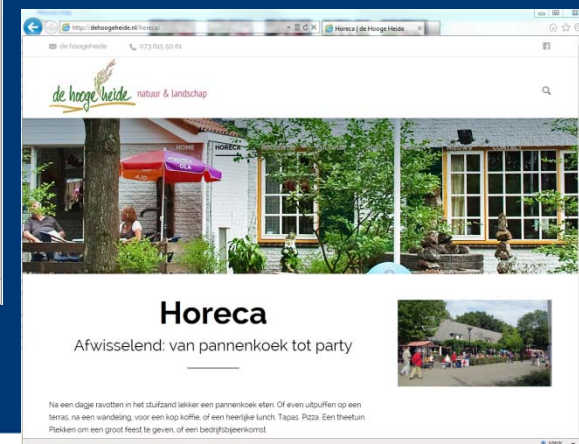 http://dehoogeheide.nl/horeca/
Horeca | de Hooge Heide
de hoogeheide 073 615 50 61
de hooge heide natuur & landschap
HOME HORECA
OLA
Horeca
Afwisselend: van pannenkoek tot party
Na een dagje ravotten in het stuifzand lekker een pannenkoek eten. Of even uitpuffen op een
terras, na een wandeling, voor een kop koffie, of een heerlijke lunch. Tapas. Pizza. Een theetuin.
Plekken om een groot feest te geven, of een bedrijfsbijeenkomst.